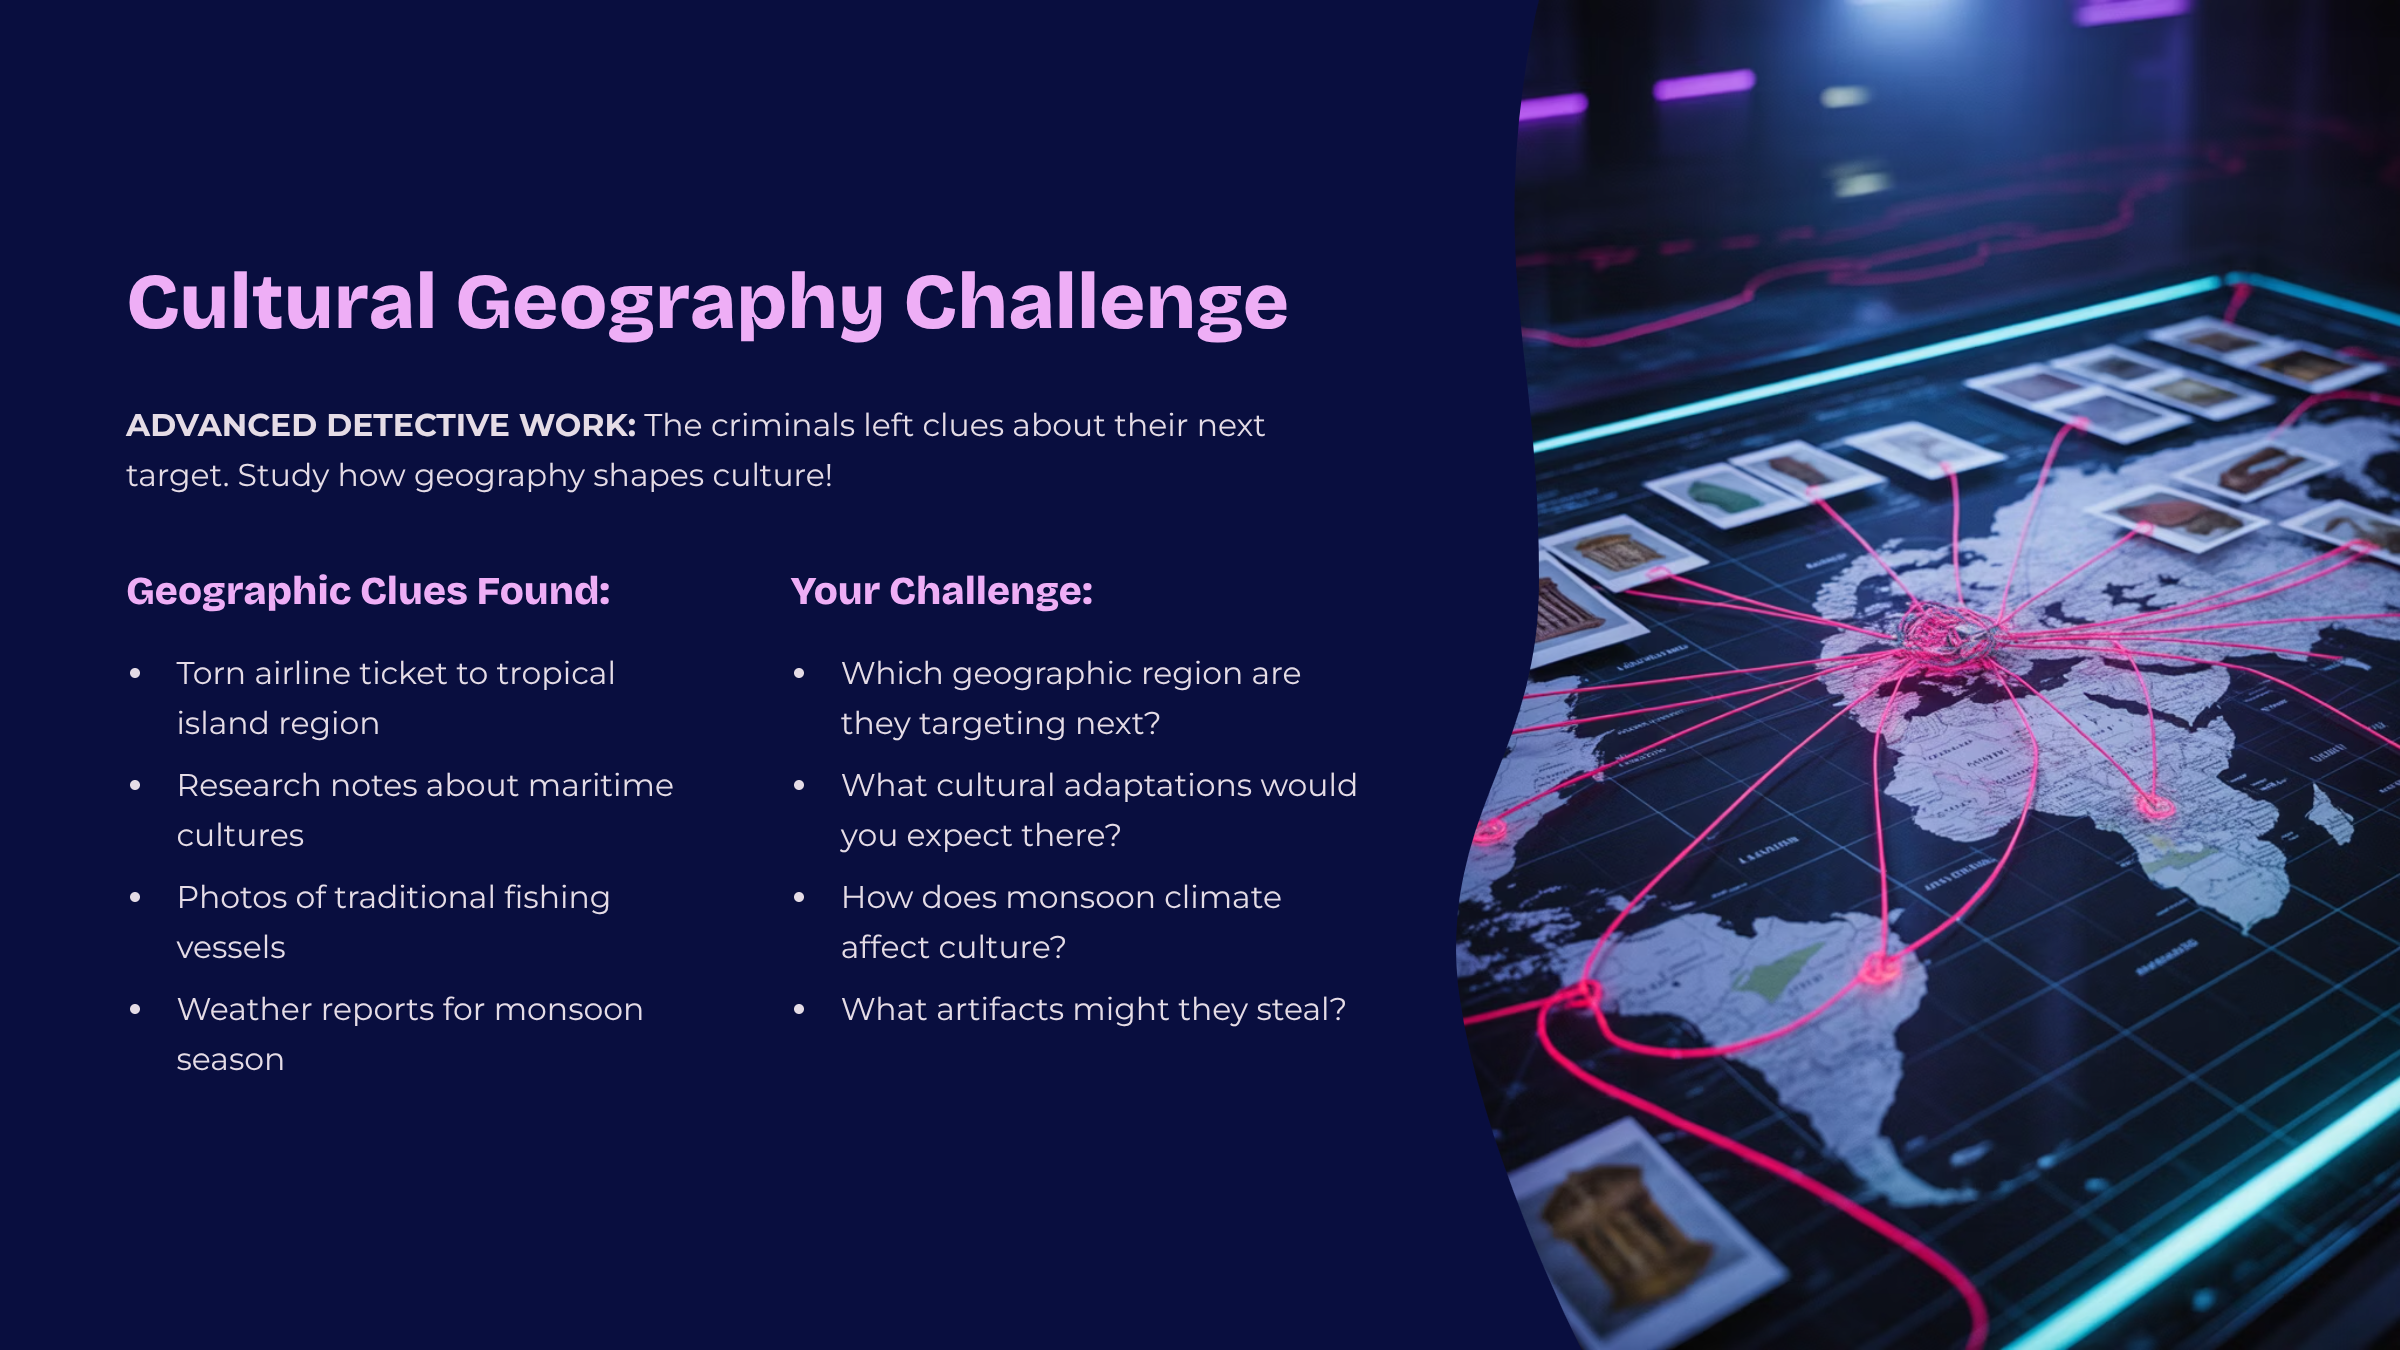 Cultural Geography Challenge
ADVANCED DETECTIVE WORK: The criminals left clues about their next
target. Study how geography shapes culture!
Geographic Clues Found:
• Torn airline ticket to tropical
island region
• Research notes about maritime
cultures
• Photos of traditional fishing
vessels
• Weather reports for monsoon
season
Your Challenge:
• Which geographic region are
they targeting next?
• What cultural adaptations would
you expect there?
• How does monsoon climate
affect culture?
• What artifacts might they steal?